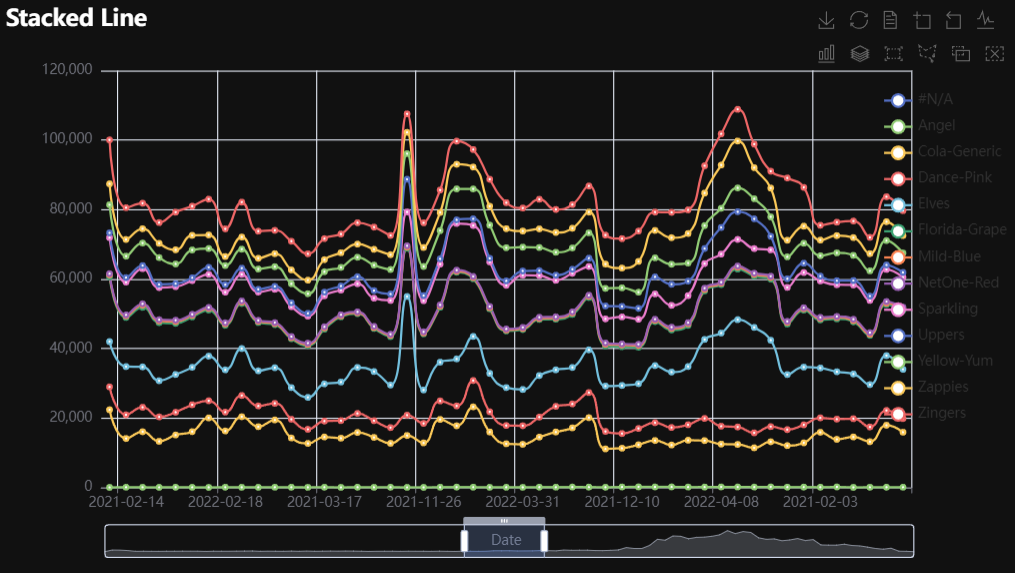 Stacked Line
120,000
100,000
80,000
60,000
40,000
20,000
0
#N/A
Angel
Cola-Generic
Dance-Pink
Elves
Florida-Grape
Mild-Blue
NetOne-Red
Sparkling
Uppers
Yellow-Yum
Zapples
Zingers
2021-02-14 2022-02-18 2021-03-17 2021-11-26 2022-03-31 2021-12-10 2022-04-08 2021-02-03
Date